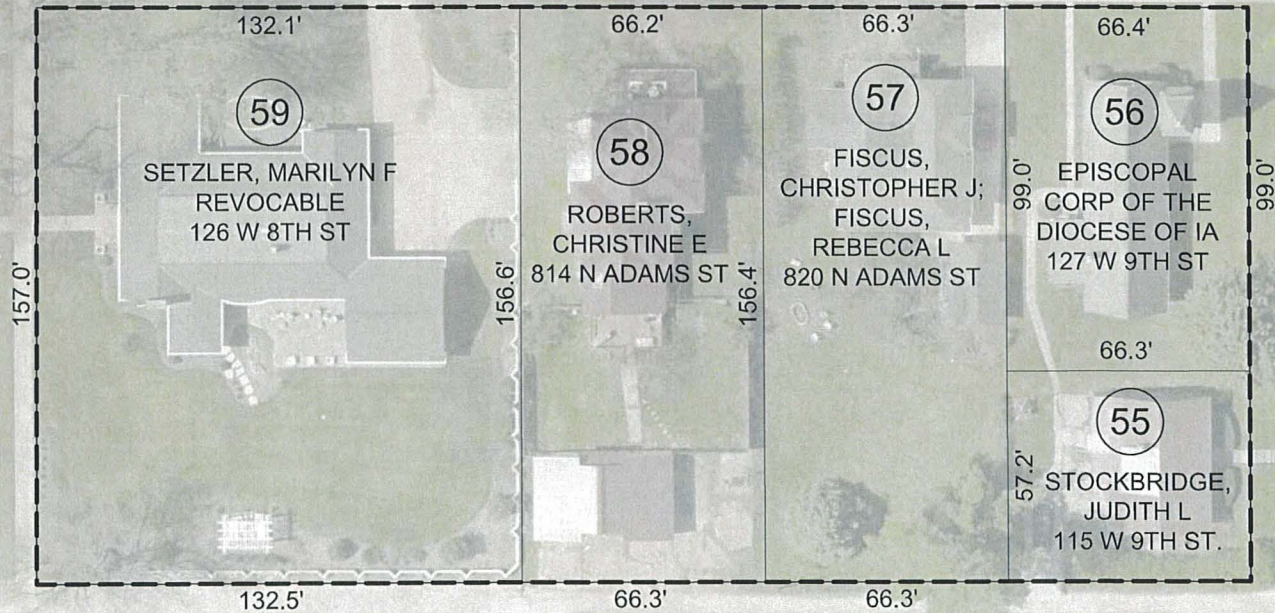 132.1'
66.2'
66.3'
66.4'
59
SETZLER, MARILYN F
REVOCABLE
126 W 8TH ST
157.0'
156.6'
58
ROBERTS,
CHRISTINE E
814 N ADAMS ST
156.4'
57
FISCUS,
CHRISTOPHER J;
FISCUS,
REBECCA L
820 N ADAMS ST
99.0'
56
EPISCOPAL
CORP OF THE
DIOCESE OF IA
127 W 9TH ST
99.0'
66.3'
55
57.2'
STOCKBRIDGE,
JUDITH L
115 W 9TH ST.
132.5'
66.3'
66.3'